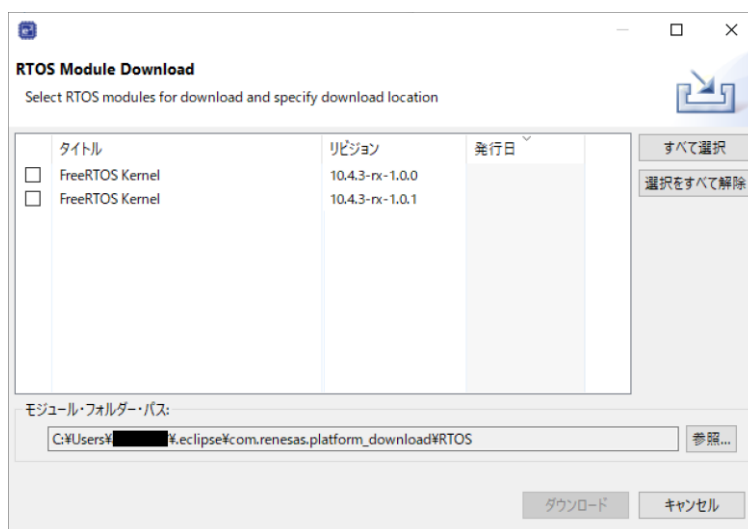 RTOS Module Download
Select RTOS modules for download and specify download location
タイトル リビジョン 発行日
FreeRTOS Kernel 10.4.3-rx-1.0.0
FreeRTOS Kernel 10.4.3-rx-1.0.1
すべて選択
選択をすべて解除
モジュール・フォルダー・パス:
C:¥Users¥ ¥.eclipse¥com.renesas.platform_download¥RTOS 参照...
ダウンロード キャンセル